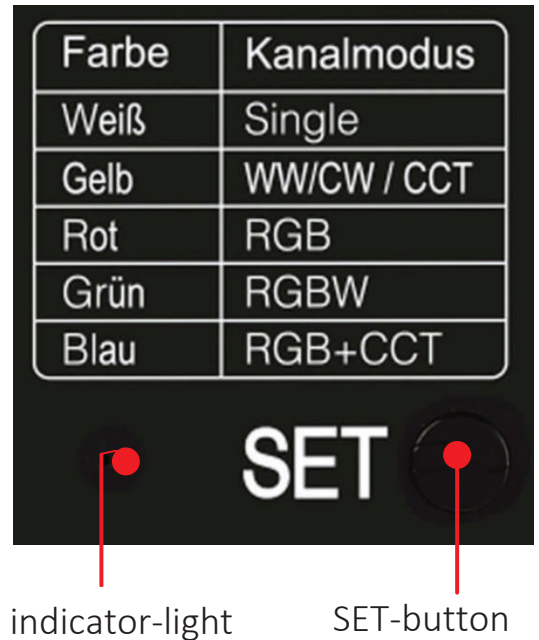 Farbe Kanalmodus
Weiß Single
Gelb WW/CW / CCT
Rot RGB
Grün RGBW
Blau RGB+CCT
SET
indicator-light SET-button